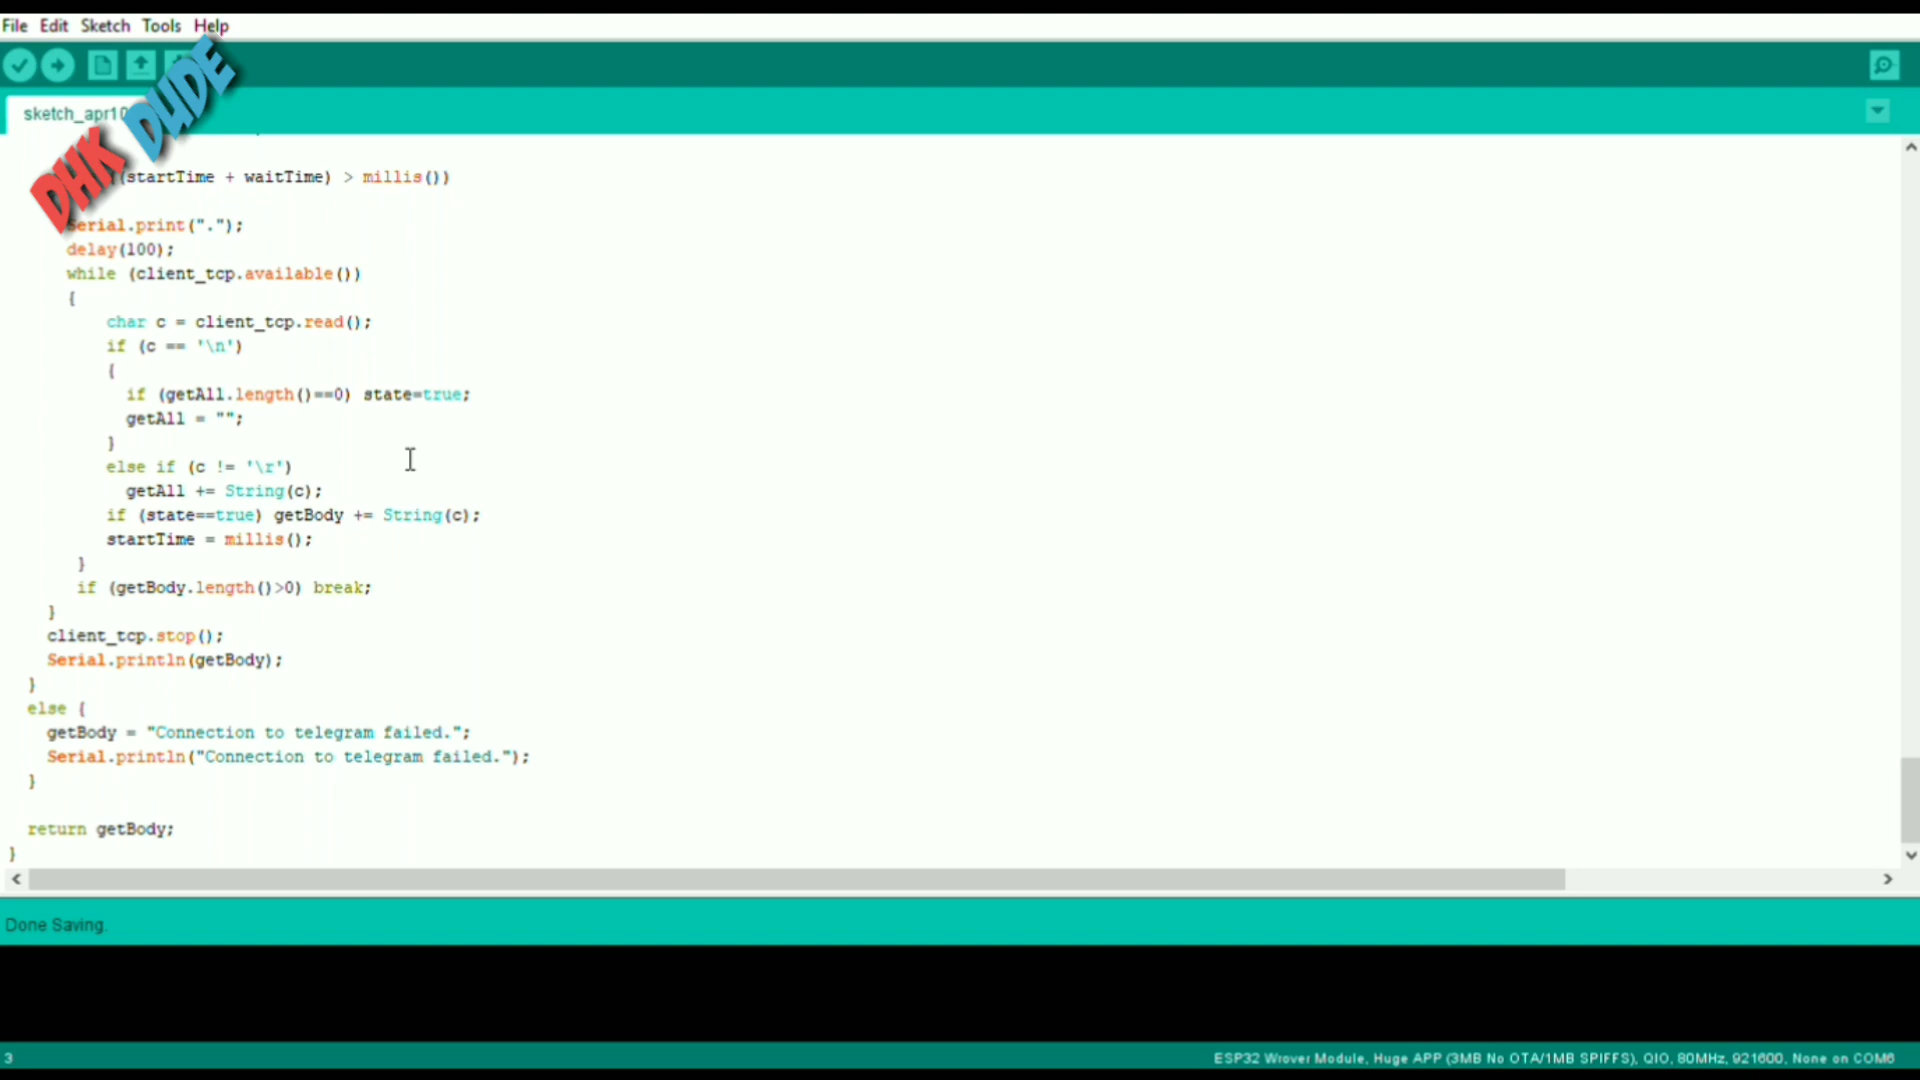 File Edit Sketch Tools Help
DHK DUDE
sketch_apr10
(startTime + waitTime) > millis())
Serial.print(".");
delay(100);
while (client_tcp.available())
{
char c = client_tcp.read();
if (c == '\n')
{
if (getAll.length()==0) state=true;
getAll = "";
}
else if (c != '\r')
getAll += String(c);
if (state==true) getBody += String(c);
startTime = millis();
}
if (getBody.length()>0) break;
}
client_tcp.stop();
Serial.println(getBody);
}
else {
getBody = "Connection to telegram failed.";
Serial.println("Connection to telegram failed.");
}
return getBody;
}
Done Saving.
3
ESP32 Wrover Module, Huge APP (3MB No OTA/1MB SPIFFS), QIO, 80MHz, 921600, None on COM6